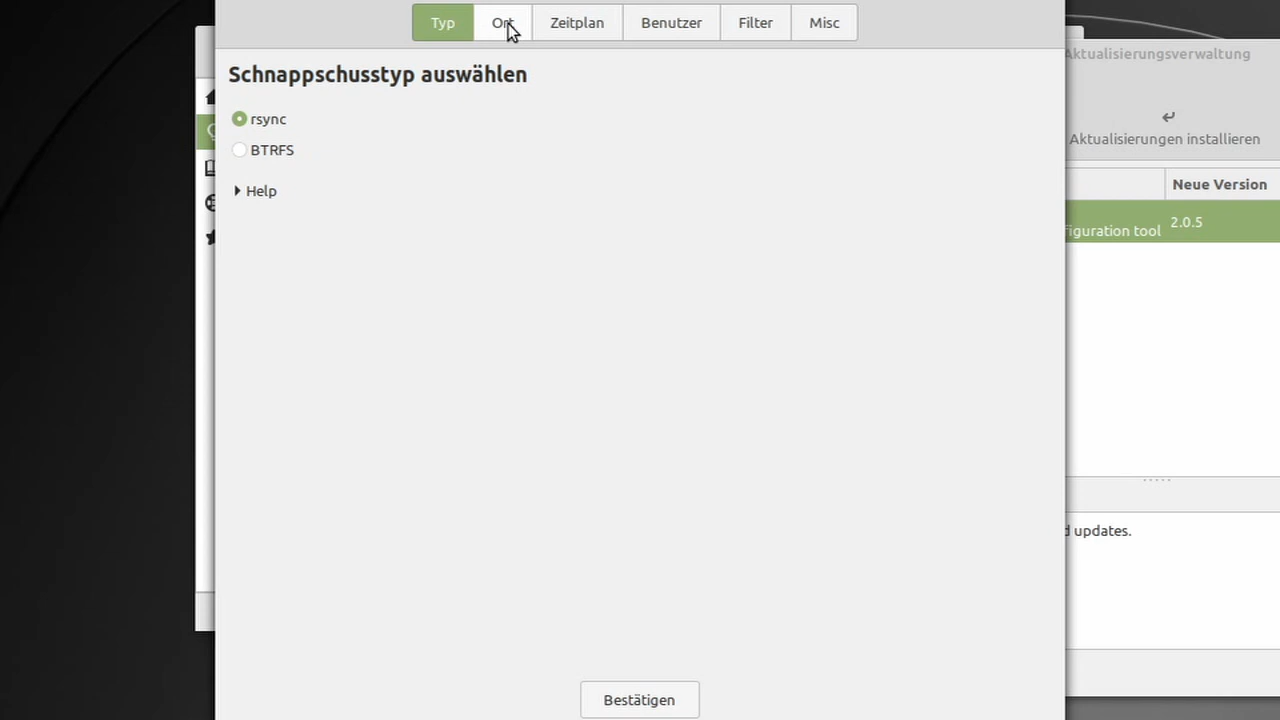 Typ Ort Zeitplan Benutzer Filter Misc
Schnappschusstyp auswählen
rsync
BTRFS
Help
Bestätigen
Aktualisierungsverwaltung
Aktualisierungen installieren
Neue Version
figuration tool 2.0.5
d updates.